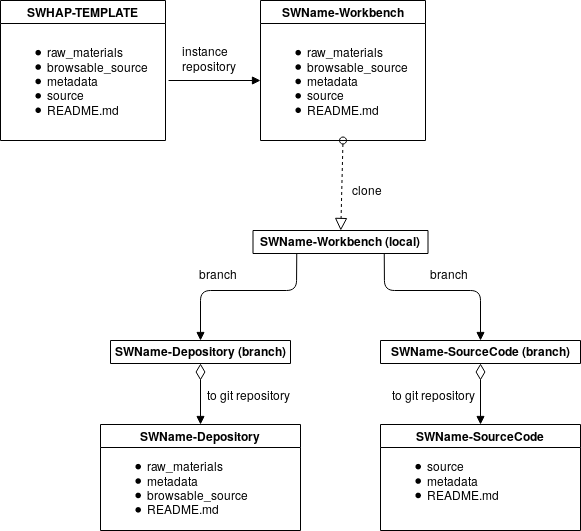 SWHAP-TEMPLATE
• raw_materials
• browsable_source
• metadata
• source
• README.md
instance
repository
SWName-Workbench
• raw_materials
• browsable_source
• metadata
• source
• README.md
clone
SWName-Workbench (local)
branch
branch
SWName-Depository (branch)
SWName-SourceCode (branch)
to git repository
to git repository
SWName-Depository
• raw_materials
• metadata
• browsable_source
• README.md
SWName-SourceCode
• source
• metadata
• README.md